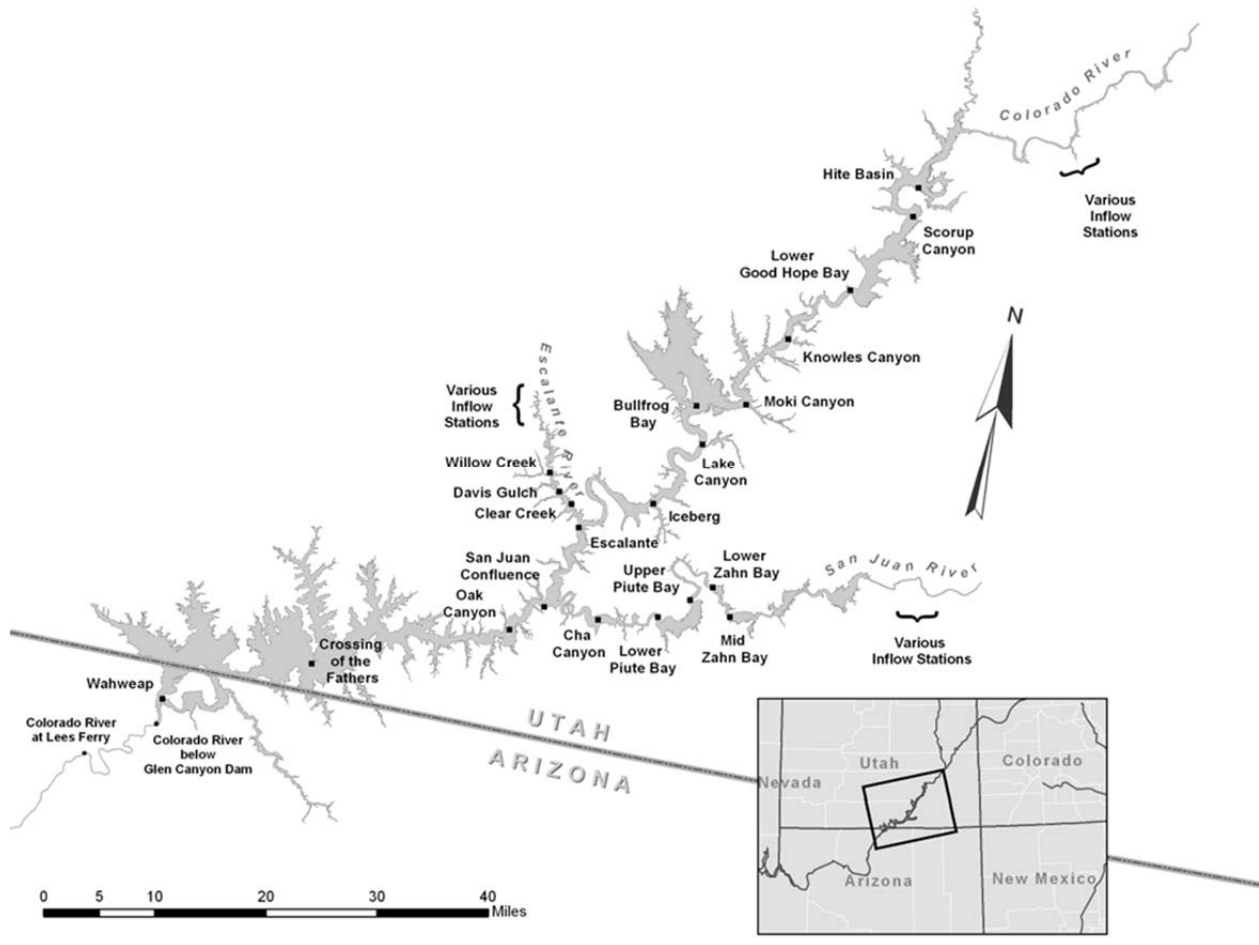 Colorado River
Hite Basin
Various
Inflow
Stations
Scorup
Canyon
Lower
Good Hope Bay
N
Knowles Canyon
Escalante River
Various
Inflow
Stations
Bullfrog
Bay
Moki Canyon
Lake
Canyon
Willow Creek
Davis Gulch
Clear Creek
Iceberg
Escalante
San Juan
Confluence
Upper
Piute Bay
Lower
Zahn Bay
San Juan River
Oak
Canyon
Cha
Canyon
Lower
Piute Bay
Mid
Zahn Bay
Various
Inflow Stations
Crossing
of the
Fathers
Wahweap
Colorado River
at Lees Ferry
Colorado River
below
Glen Canyon Dam
UTAH
ARIZONA
Nevada
Utah
Colorado
Arizona
New Mexico
0 5 10 20 30 40
Miles